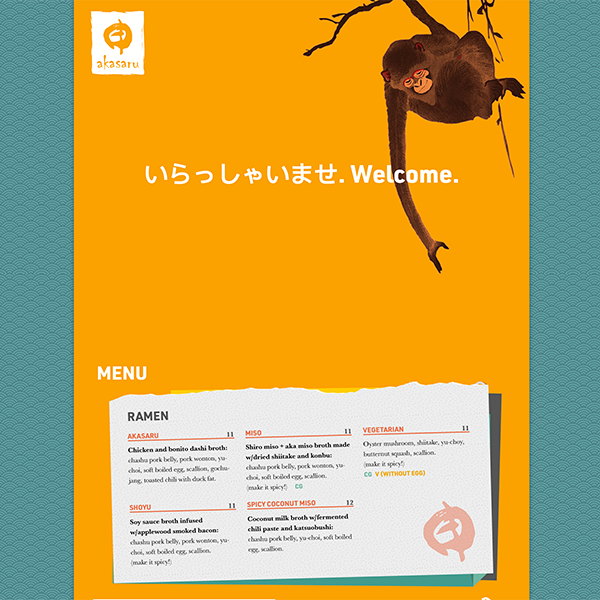 akasaru
いらっしゃいませ. Welcome.
MENU
RAMEN
AKASARU 11
Chicken and bonito dashi broth:
chashu pork belly, pork wonton, yu-
choi, soft boiled egg, scallion, gochu-
jang, toasted chili with duck fat.
SHOYU 11
Soy sauce broth infused
w/applewood smoked bacon:
chashu pork belly, pork wonton, yu-
choi, soft boiled egg, scallion.
(make it spicy!)
MISO 11
Shiro miso + aka miso broth made
w/dried shiitake and konbu:
chashu pork belly, pork wonton, yu-
choi, soft boiled egg, scallion.
(make it spicy!) CG
SPICY COCONUT MISO 12
Coconut milk broth w/fermented
chili paste and katsuobushi:
chashu pork belly, yu-choi, soft boiled
egg, scallion.
VEGETARIAN 11
Oyster mushroom, shiitake, yu-choy,
butternut squash, scallion.
(make it spicy!)
CG V (WITHOUT EGG)